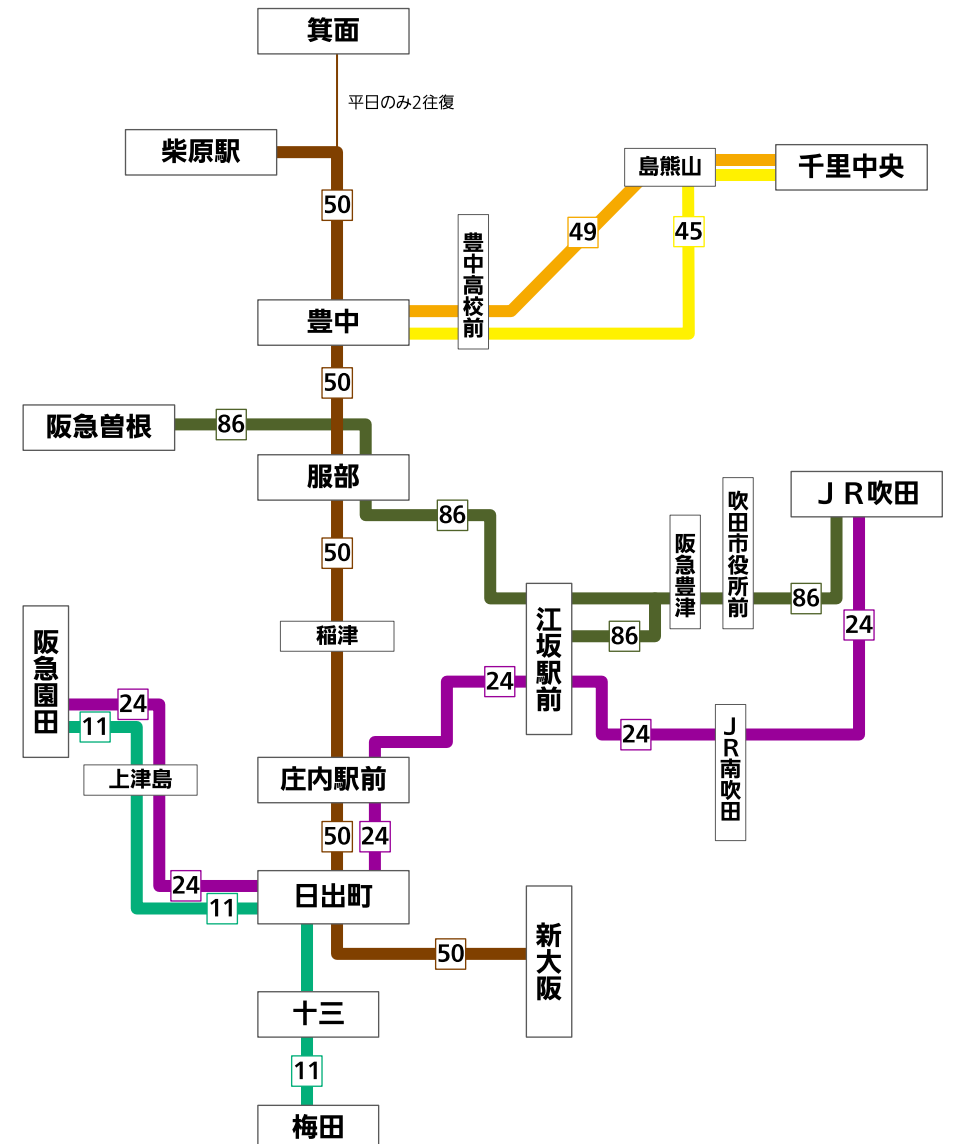 箕面
平日のみ2往復
柴原駅
島熊山
千里中央
50
49
45
豊中高校前
豊中
50
阪急曽根
86
服部
ＪＲ吹田
86
吹田市役所前
阪急豊津
50
86
江坂駅前
稲津
86
24
阪急園田
24
24
11
24
ＪＲ南吹田
上津島
庄内駅前
50
24
24
11
日出町
新大阪
50
十三
11
梅田